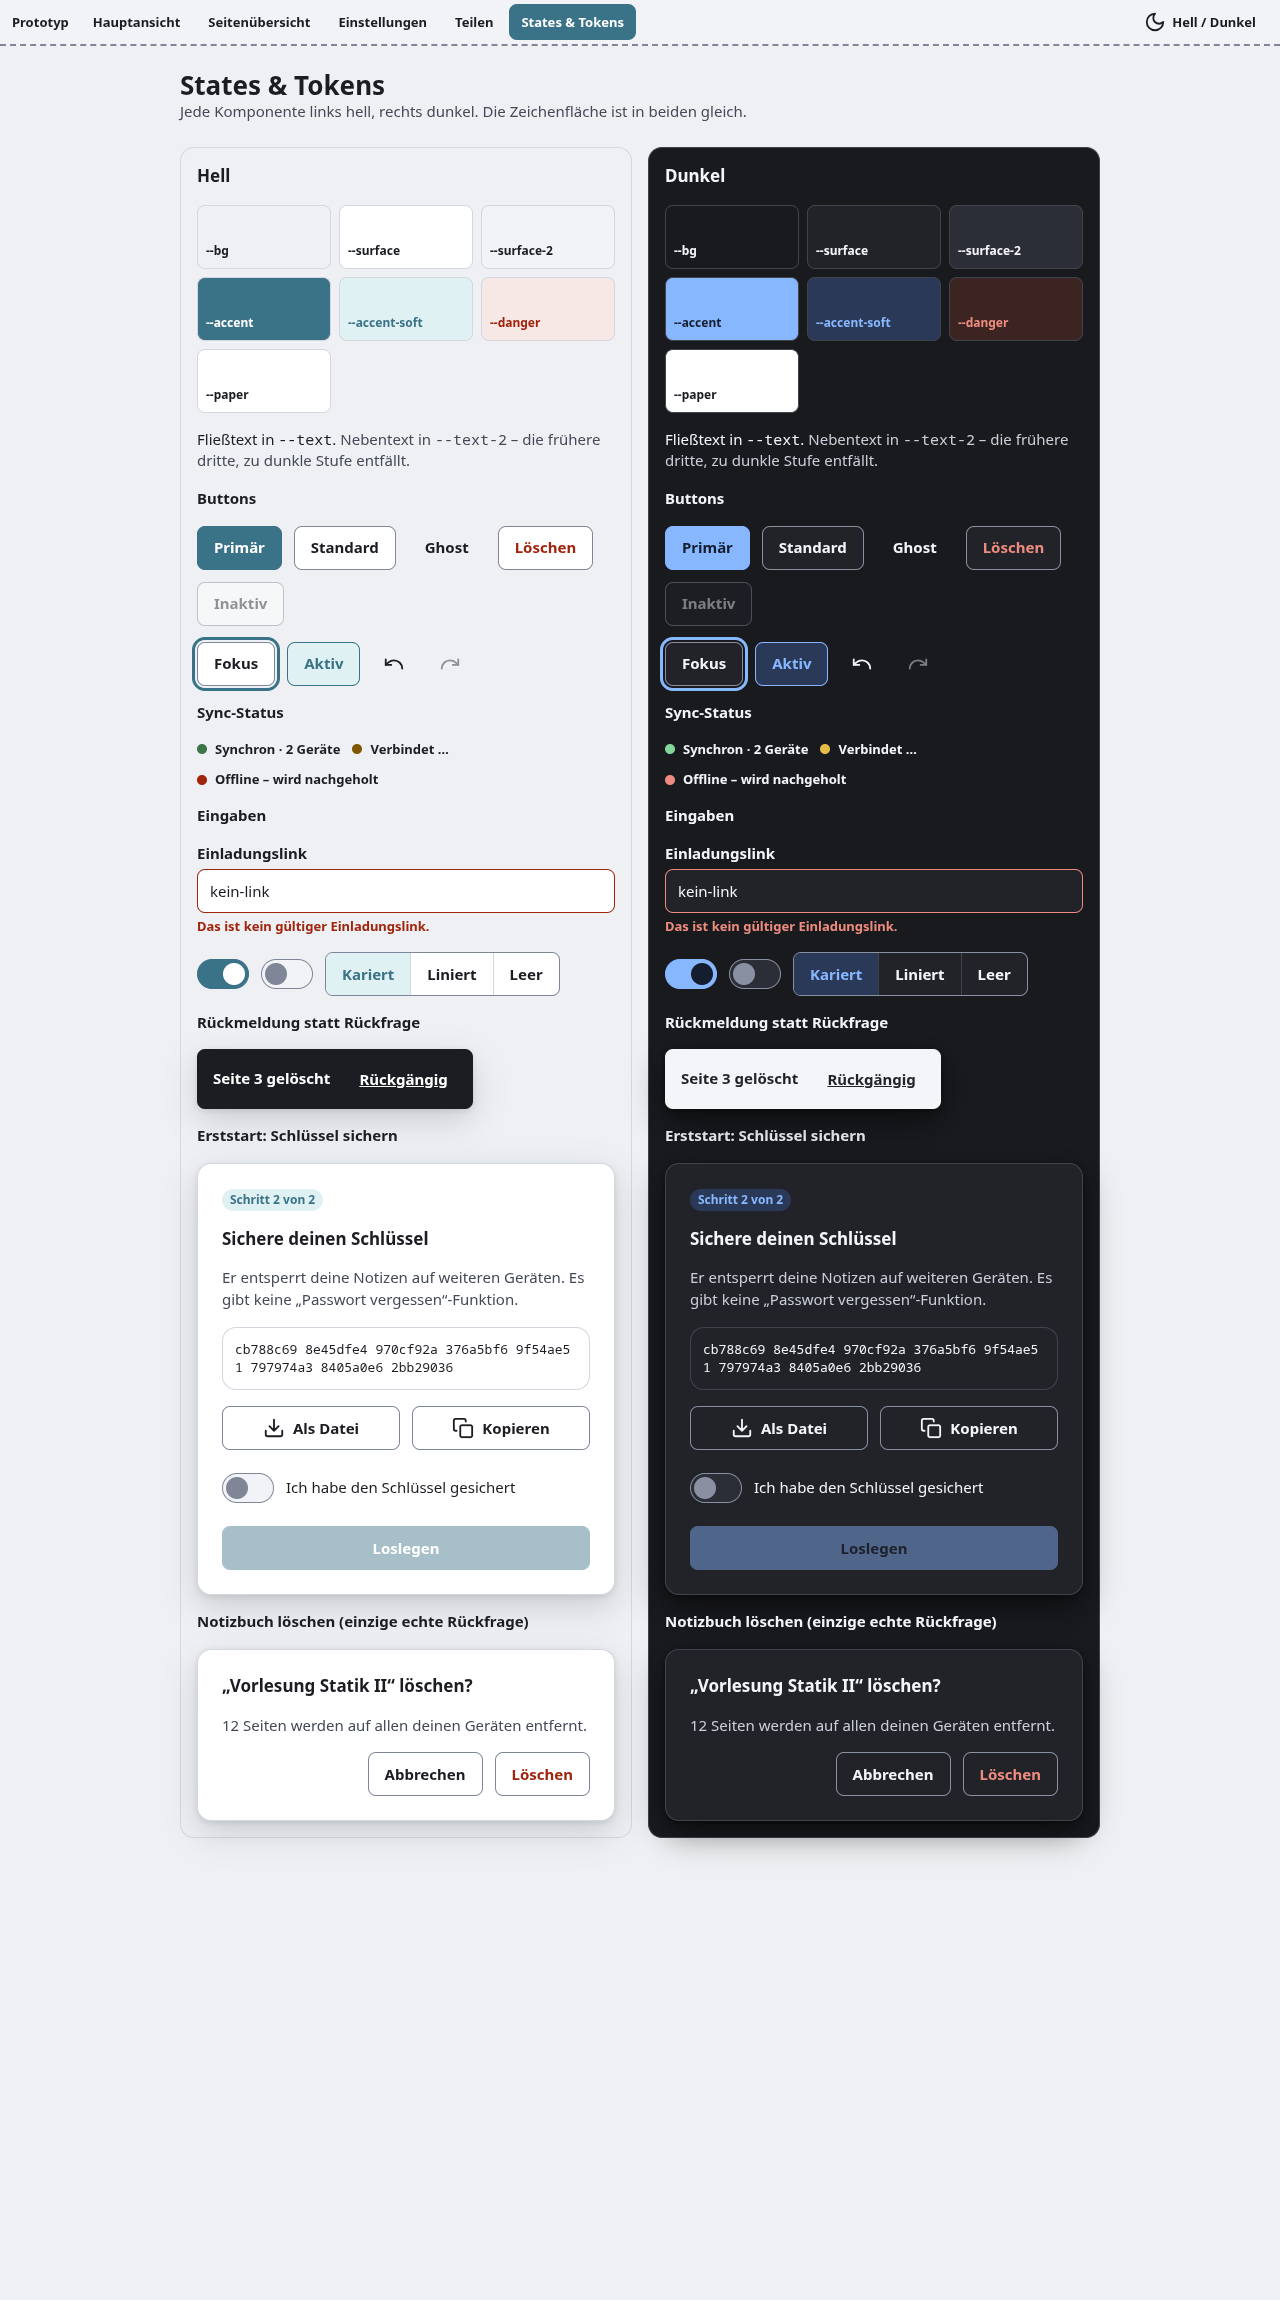 Prototyp Hauptansicht Seitenübersicht Einstellungen Teilen States & Tokens Hell / Dunkel
States & Tokens
Jede Komponente links hell, rechts dunkel. Die Zeichenfläche ist in beiden gleich.
Hell
--bg --surface --surface-2
--accent --accent-soft --danger
--paper
Fließtext in --text. Nebentext in --text-2 – die frühere
dritte, zu dunkle Stufe entfällt.
Buttons
Primär Standard Ghost Löschen
Inaktiv
Fokus Aktiv
Sync-Status
Synchron · 2 Geräte Verbindet …
Offline – wird nachgeholt
Eingaben
Einladungslink
kein-link
Das ist kein gültiger Einladungslink.
Kariert Liniert Leer
Rückmeldung statt Rückfrage
Seite 3 gelöscht Rückgängig
Erststart: Schlüssel sichern
Schritt 2 von 2
Sichere deinen Schlüssel
Er entsperrt deine Notizen auf weiteren Geräten. Es
gibt keine „Passwort vergessen“-Funktion.
cb788c69 8e45dfe4 970cf92a 376a5bf6 9f54ae5
1 797974a3 8405a0e6 2bb29036
Als Datei Kopieren
Ich habe den Schlüssel gesichert
Loslegen
Notizbuch löschen (einzige echte Rückfrage)
„Vorlesung Statik II“ löschen?
12 Seiten werden auf allen deinen Geräten entfernt.
Abbrechen Löschen
Dunkel
--bg --surface --surface-2
--accent --accent-soft --danger
--paper
Fließtext in --text. Nebentext in --text-2 – die frühere
dritte, zu dunkle Stufe entfällt.
Buttons
Primär Standard Ghost Löschen
Inaktiv
Fokus Aktiv
Sync-Status
Synchron · 2 Geräte Verbindet …
Offline – wird nachgeholt
Eingaben
Einladungslink
kein-link
Das ist kein gültiger Einladungslink.
Kariert Liniert Leer
Rückmeldung statt Rückfrage
Seite 3 gelöscht Rückgängig
Erststart: Schlüssel sichern
Schritt 2 von 2
Sichere deinen Schlüssel
Er entsperrt deine Notizen auf weiteren Geräten. Es
gibt keine „Passwort vergessen“-Funktion.
cb788c69 8e45dfe4 970cf92a 376a5bf6 9f54ae5
1 797974a3 8405a0e6 2bb29036
Als Datei Kopieren
Ich habe den Schlüssel gesichert
Loslegen
Notizbuch löschen (einzige echte Rückfrage)
„Vorlesung Statik II“ löschen?
12 Seiten werden auf allen deinen Geräten entfernt.
Abbrechen Löschen